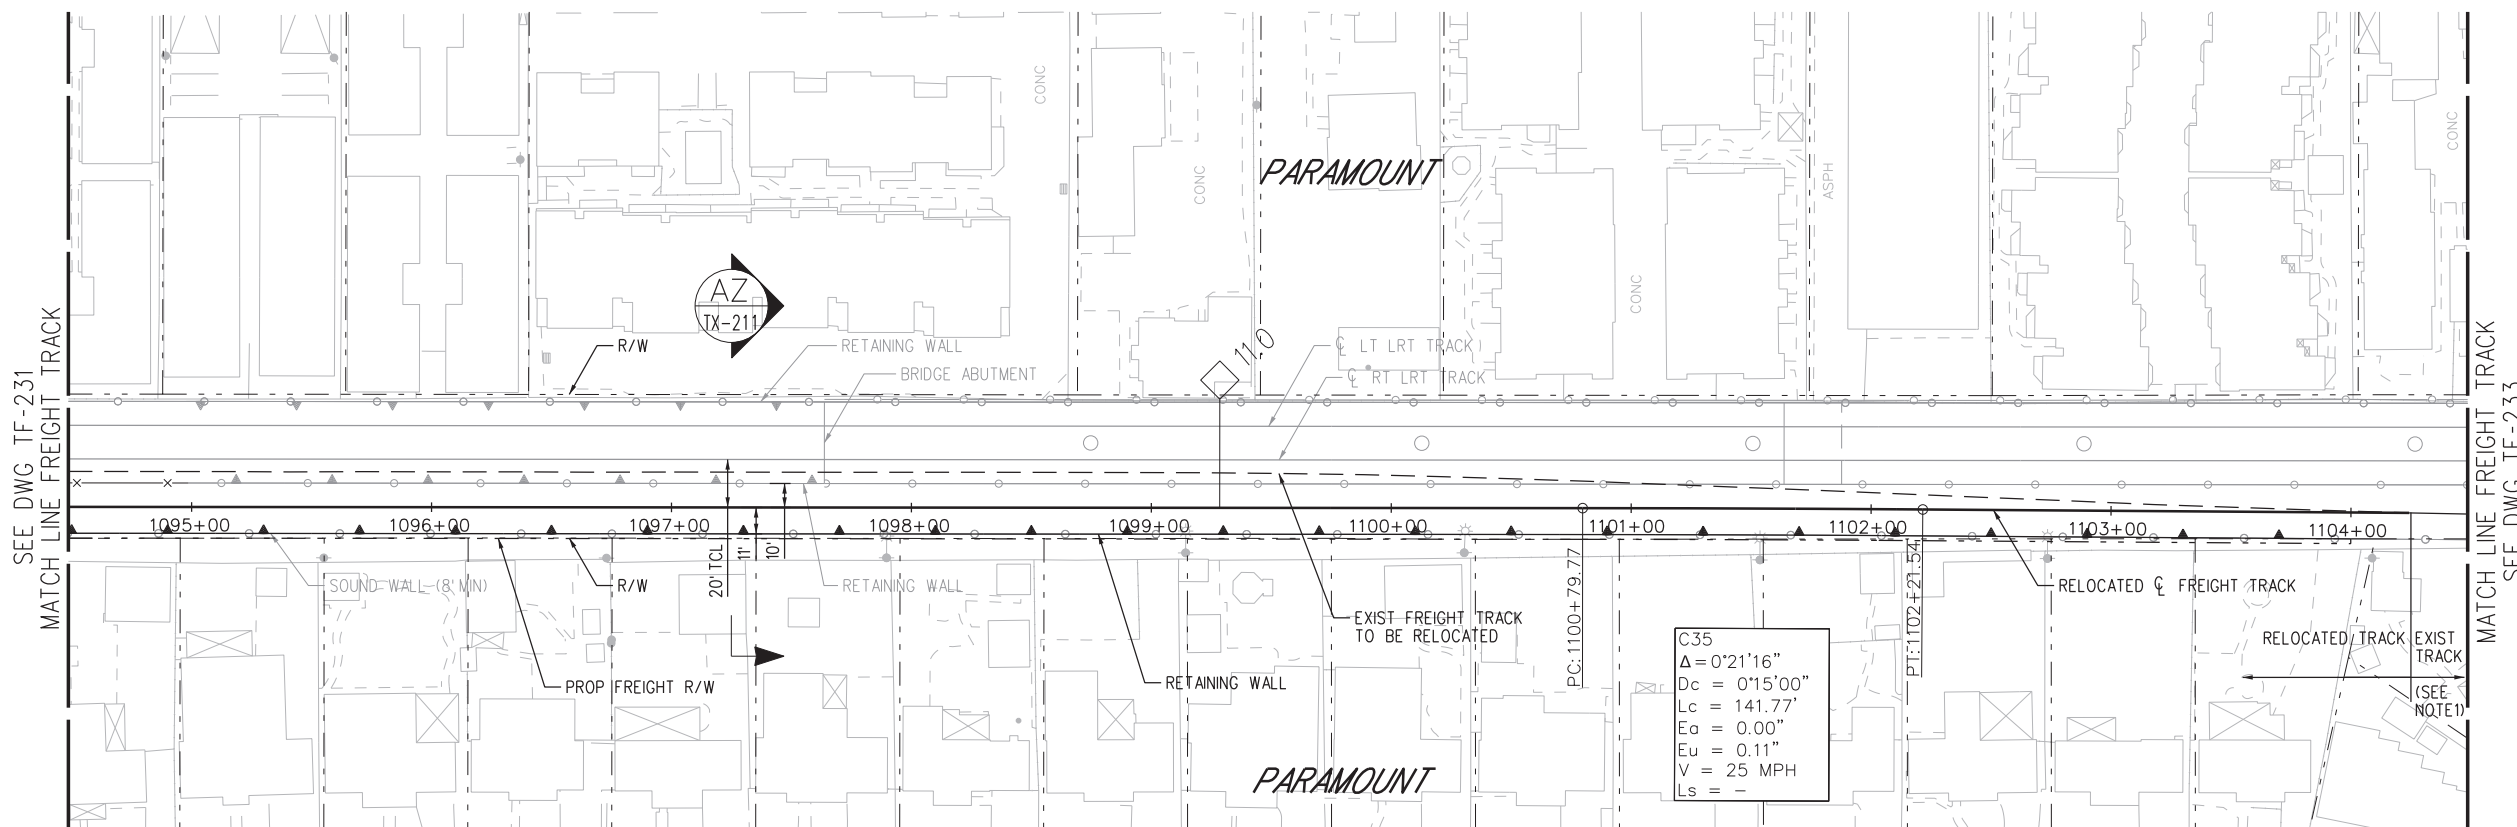 SEE DWG TF-231
MATCH LINE FREIGHT TRACK
CONC
CONC
PARAMOUNT
CONC
ASPH
CONC
AZ
TX-211
R/W
RETAINING WALL
BRIDGE ABUTMENT
111.0
℄ LT LRT TRACK
℄ RT LRT TRACK
MATCH LINE FREIGHT TRACK
SEE DWG TF-233
1095+00
1096+00
1097+00
1098+00
1099+00
1100+00
1101+00
1102+00
1103+00
1104+00
20' TCL
11'
10'
SOUND WALL (8' MIN)
R/W
RETAINING WALL
PROP FREIGHT R/W
RETAINING WALL
EXIST FREIGHT TRACK
TO BE RELOCATED
PC: 1100+79.77
PT: 1102+21.54
RELOCATED ℄ FREIGHT TRACK
RELOCATED TRACK
EXIST
TRACK
(SEE
NOTE1)
C35
Δ = 0°21'16"
Dc = 0°15'00"
Lc = 141.77'
Ea = 0.00"
Eu = 0.11"
V = 25 MPH
Ls = –
PARAMOUNT